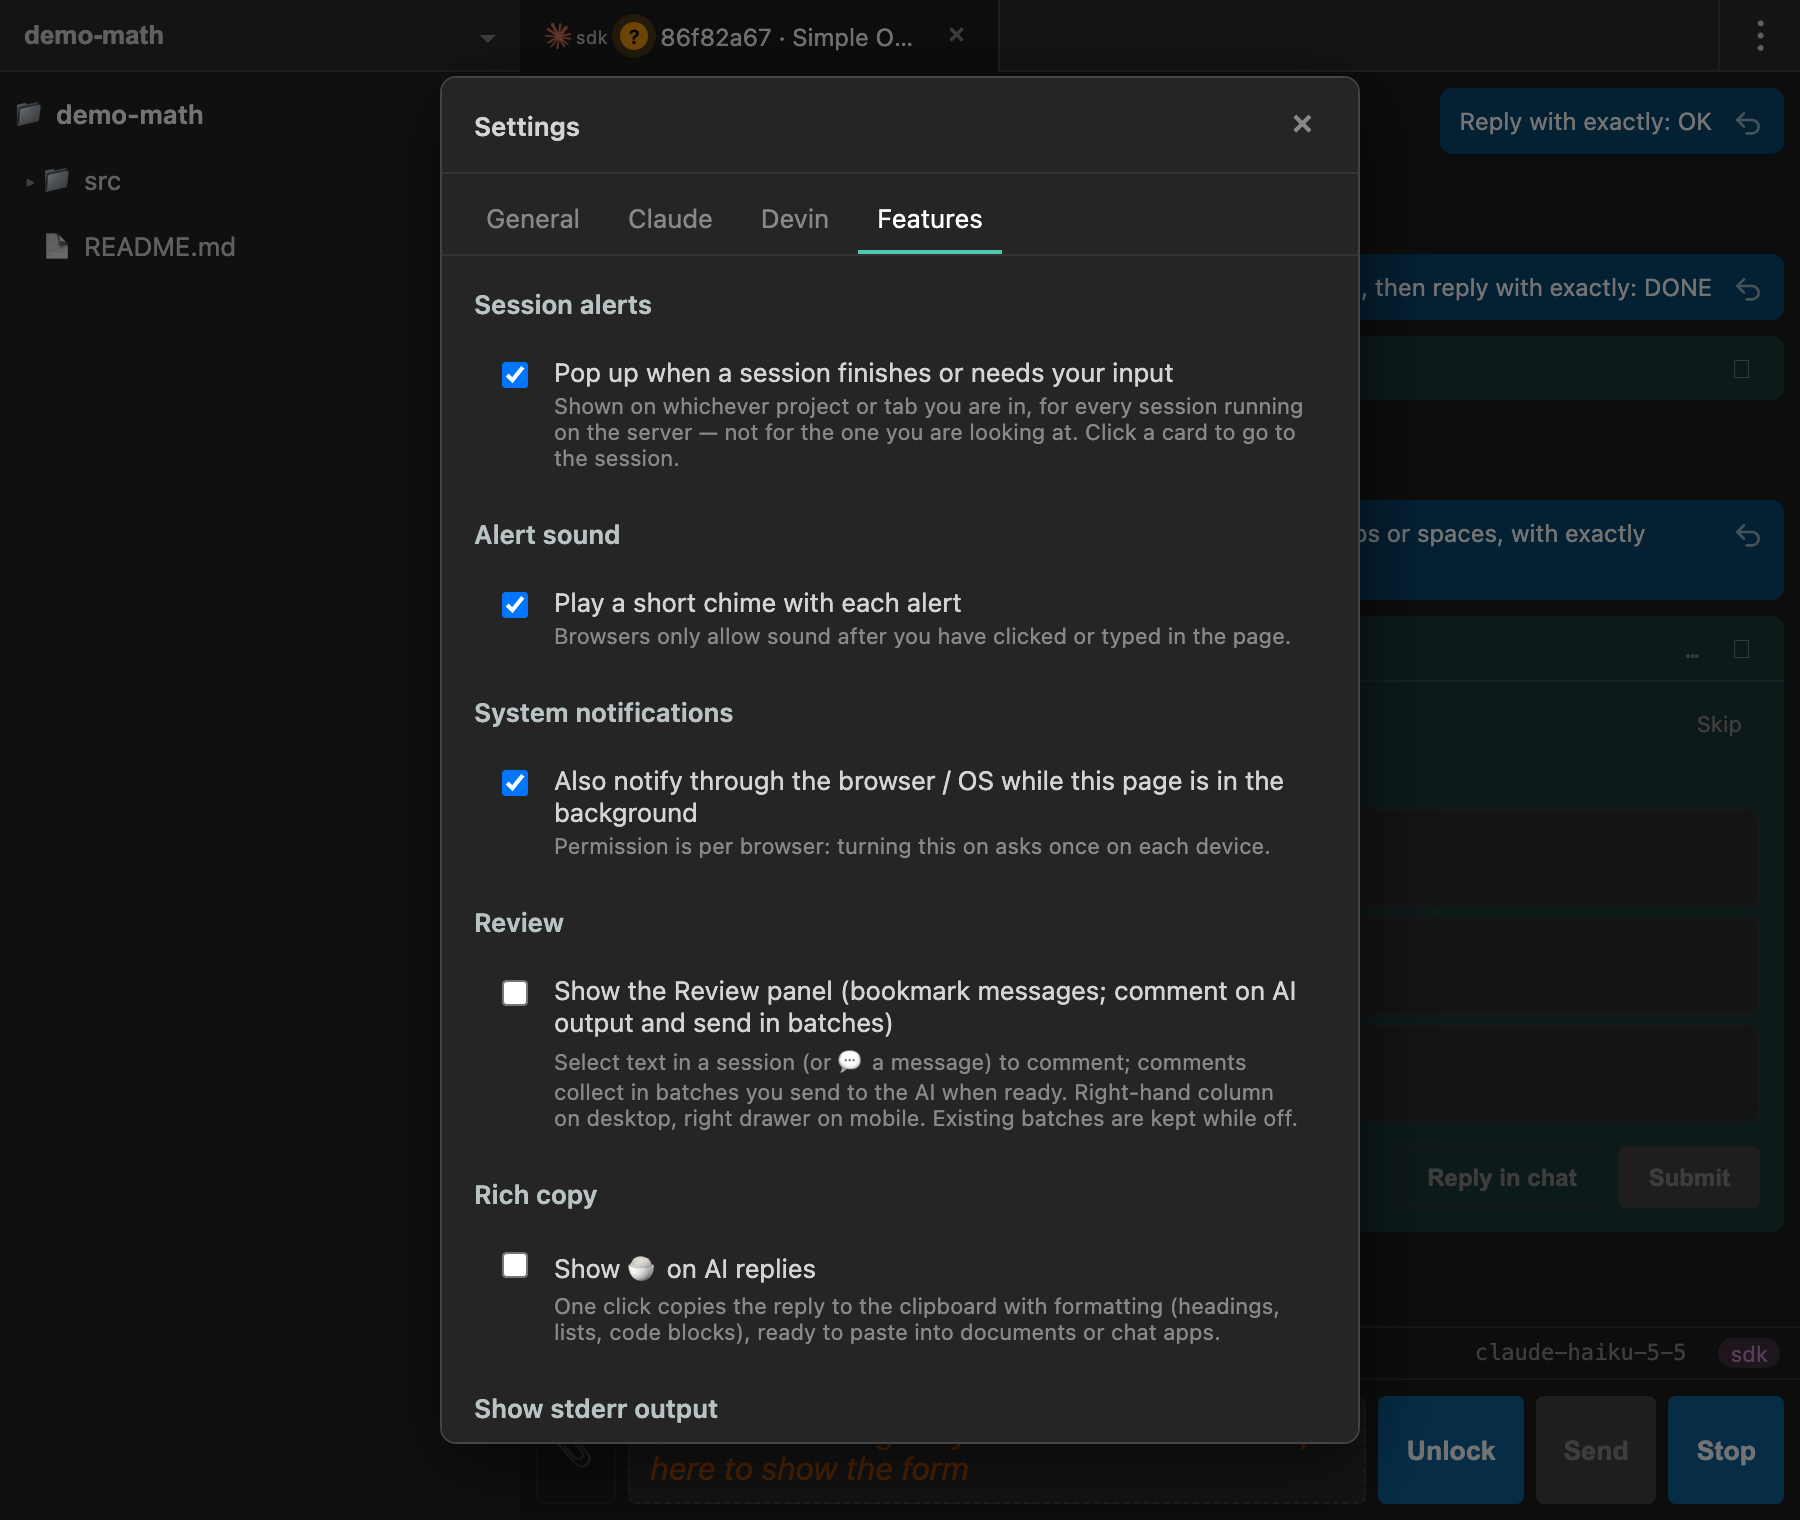 demo-math
sdk ? 86f82a67 · Simple O...
demo-math
src
README.md
Reply with exactly: OK
, then reply with exactly: DONE
or spaces, with exactly
...
Skip
Reply in chat
Submit
claude-haiku-5-5
sdk
here to show the form
Unlock
Send
Stop
Settings
General
Claude
Devin
Features
Session alerts
Pop up when a session finishes or needs your input
Shown on whichever project or tab you are in, for every session running
on the server — not for the one you are looking at. Click a card to go to
the session.
Alert sound
Play a short chime with each alert
Browsers only allow sound after you have clicked or typed in the page.
System notifications
Also notify through the browser / OS while this page is in the
background
Permission is per browser: turning this on asks once on each device.
Review
Show the Review panel (bookmark messages; comment on AI
output and send in batches)
Select text in a session (or 💬 a message) to comment; comments
collect in batches you send to the AI when ready. Right-hand column
on desktop, right drawer on mobile. Existing batches are kept while off.
Rich copy
Show 🍚 on AI replies
One click copies the reply to the clipboard with formatting (headings,
lists, code blocks), ready to paste into documents or chat apps.
Show stderr output